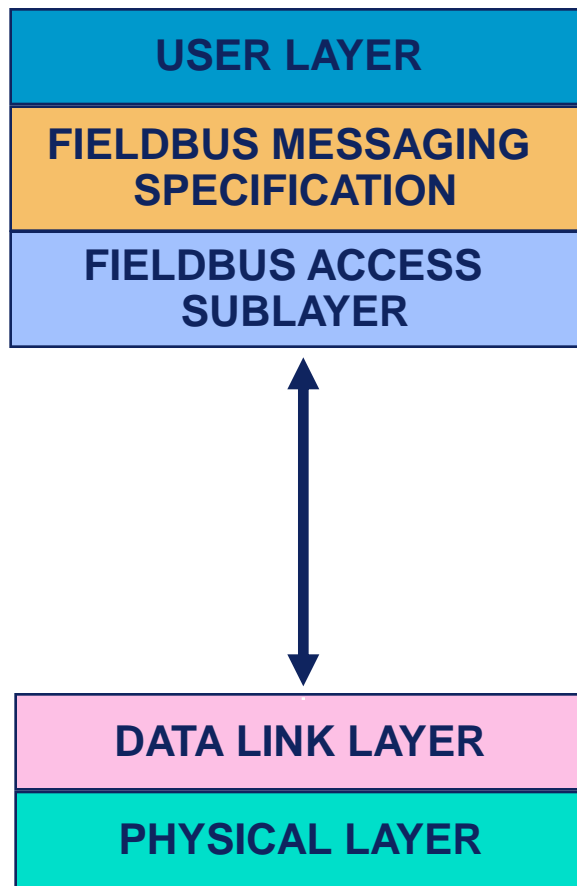 USER LAYER
FIELDBUS MESSAGING
SPECIFICATION
FIELDBUS ACCESS
SUBLAYER
DATA LINK LAYER
PHYSICAL LAYER